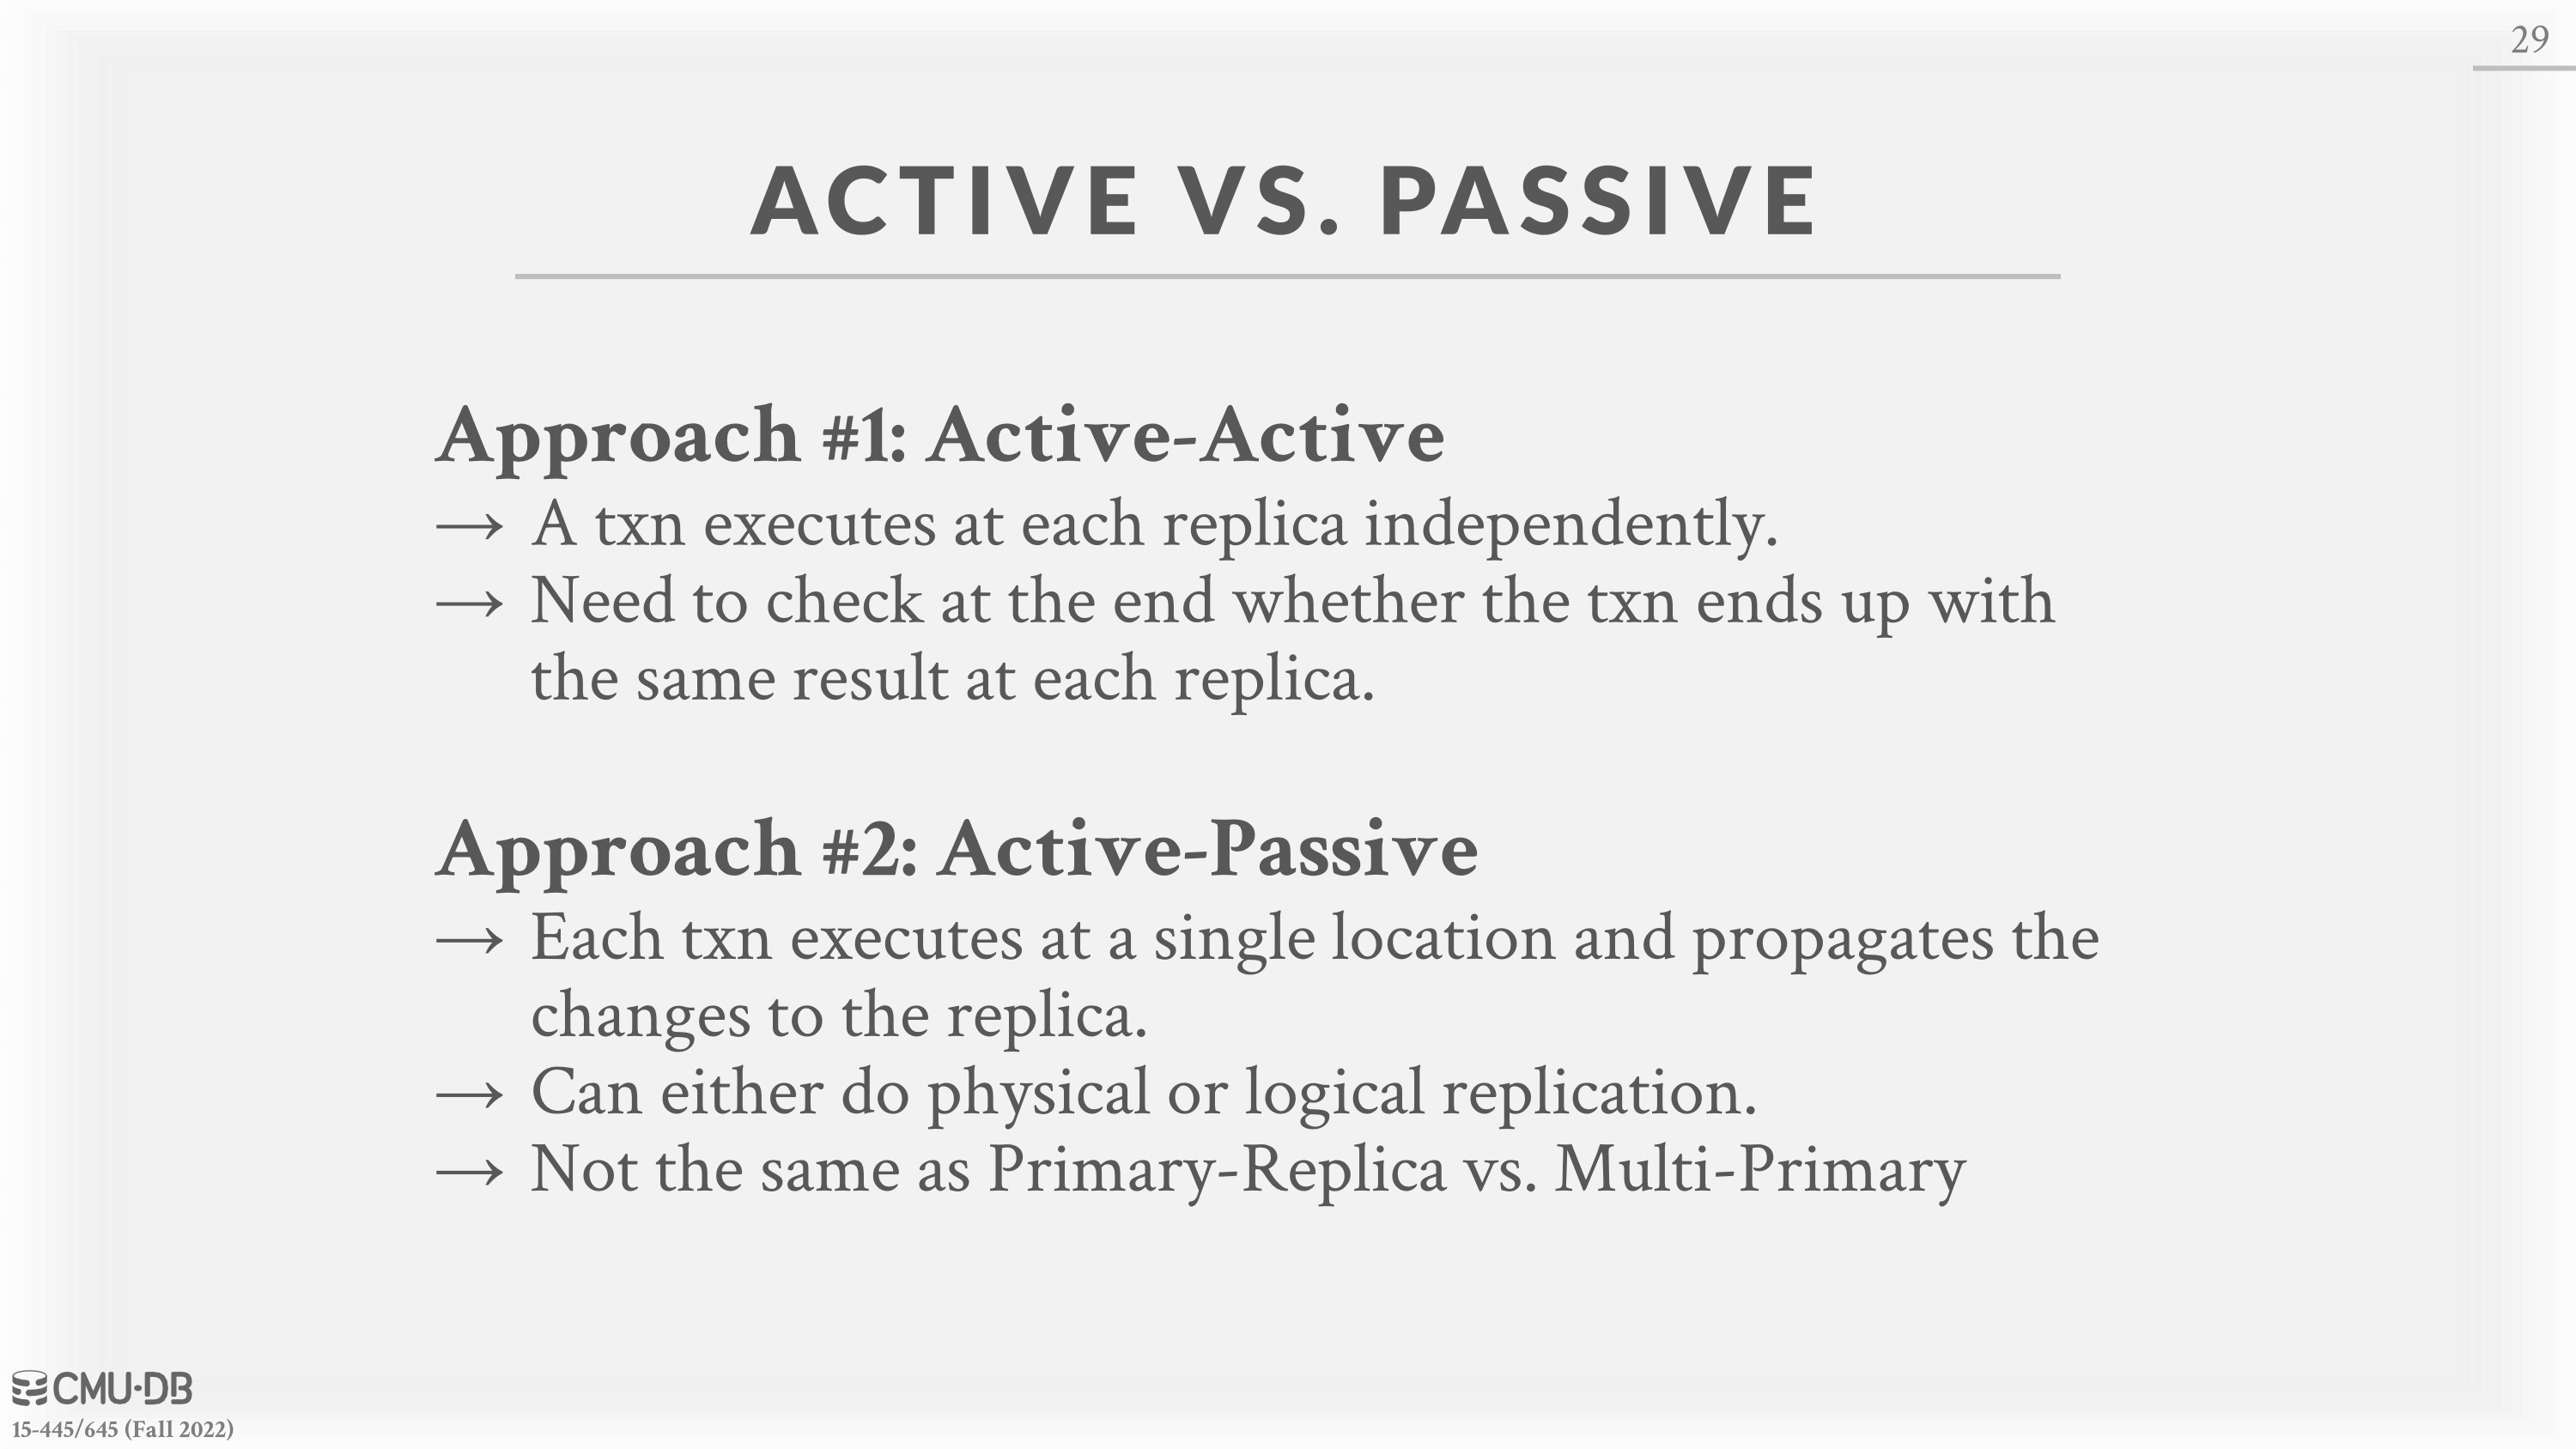 29
ACTIVE VS. PASSIVE
Approach #1: Active-Active
→ A txn executes at each replica independently.
→ Need to check at the end whether the txn ends up with
the same result at each replica.
Approach #2: Active-Passive
→ Each txn executes at a single location and propagates the
changes to the replica.
→ Can either do physical or logical replication.
→ Not the same as Primary-Replica vs. Multi-Primary
CMU·DB
15-445/645 (Fall 2022)